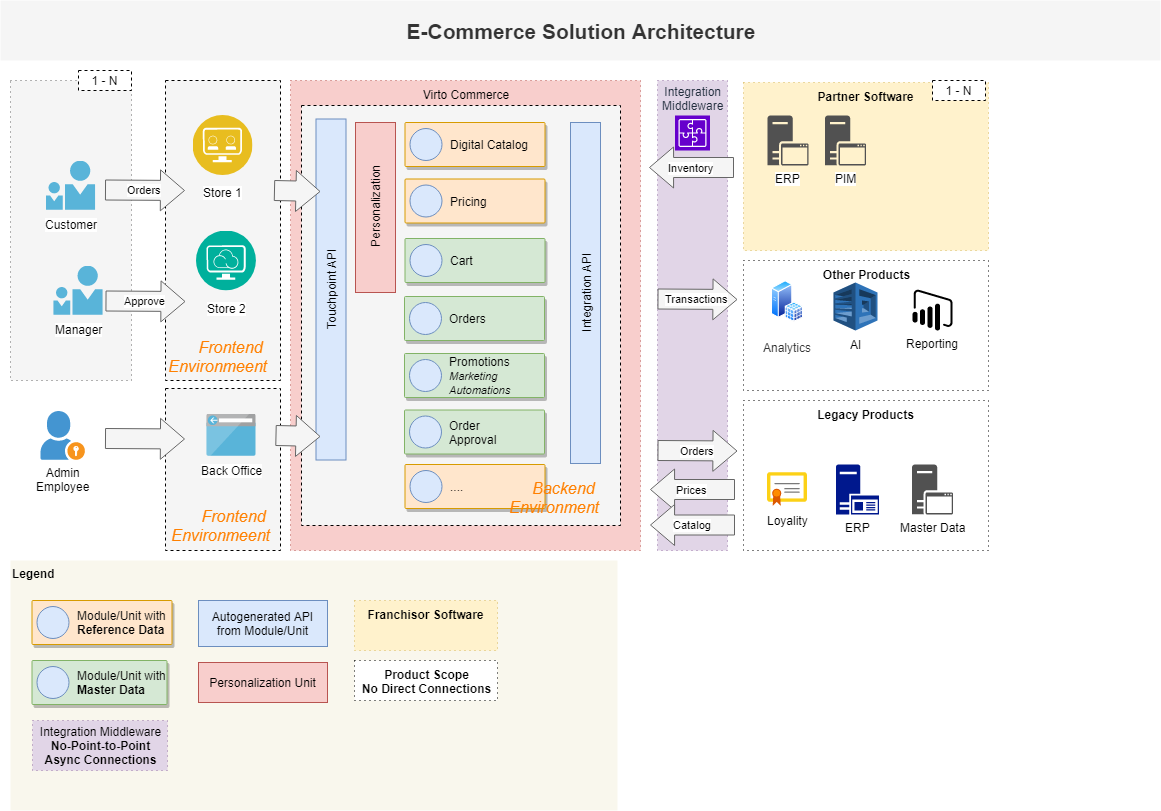 E-Commerce Solution Architecture
1 - N
Customer
Manager
Orders
Approve
Admin
Employee
Store 1
Store 2
Frontend
Environmeent
Back Office
Frontend
Environmeent
Virto Commerce
Touchpoint API
Personalization
Digital Catalog
Pricing
Cart
Orders
Promotions
Marketing
Automations
Order
Approval
....
Integration API
Backend
Environment
Integration
Middleware
Inventory
Transactions
Orders
Prices
Catalog
Partner Software
1 - N
ERP
PIM
Other Products
Analytics
AI
Reporting
Legacy Products
Loyality
ERP
Master Data
Legend
Module/Unit with
Reference Data
Autogenerated API
from Module/Unit
Franchisor Software
Module/Unit with
Master Data
Personalization Unit
Product Scope
No Direct Connections
Integration Middleware
No-Point-to-Point
Async Connections